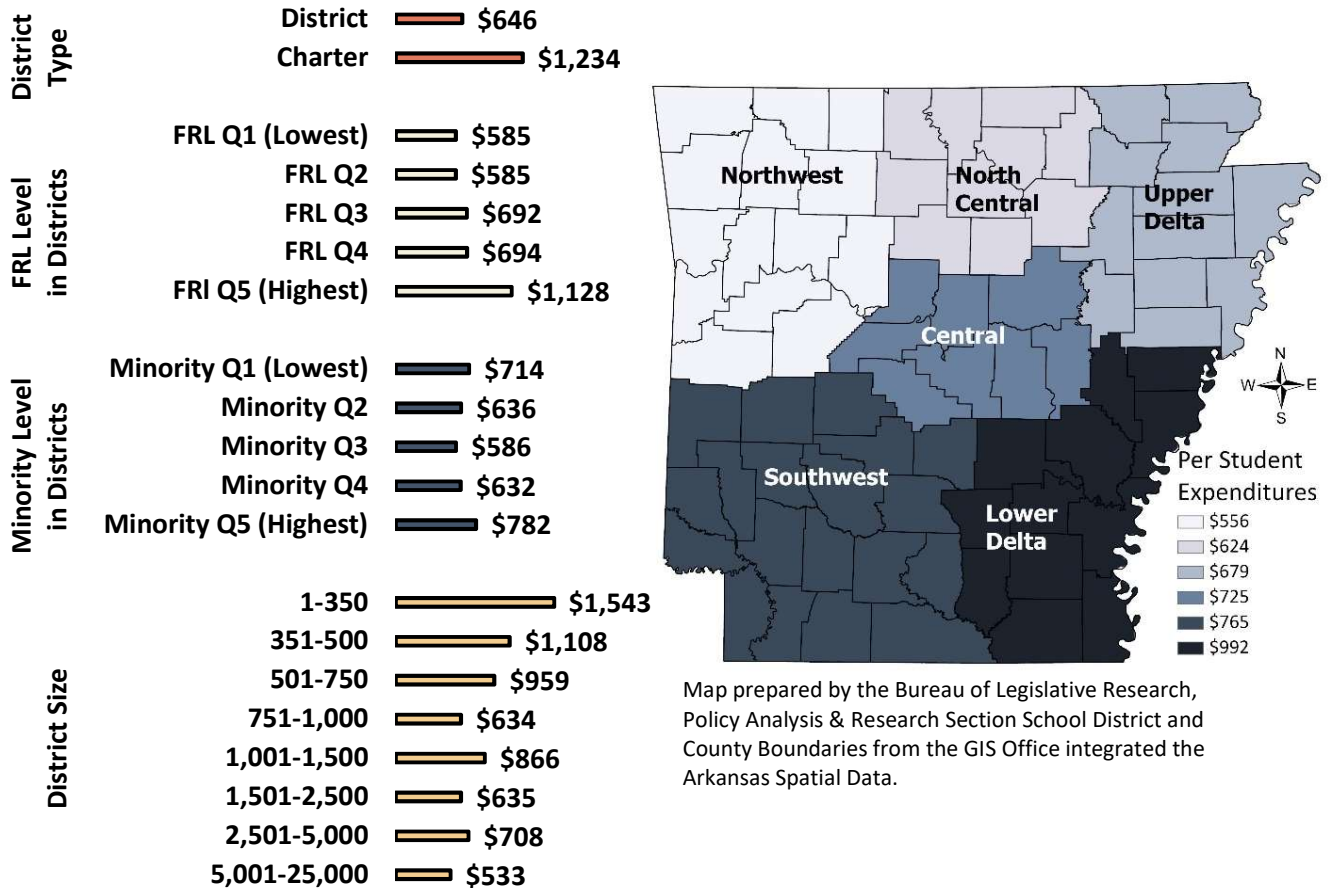 District Type
District $646
Charter $1,234
FRL Level in Districts
FRL Q1 (Lowest) $585
FRL Q2 $585
FRL Q3 $692
FRL Q4 $694
FRl Q5 (Highest) $1,128
Minority Level in Districts
Minority Q1 (Lowest) $714
Minority Q2 $636
Minority Q3 $586
Minority Q4 $632
Minority Q5 (Highest) $782
District Size
1-350 $1,543
351-500 $1,108
501-750 $959
751-1,000 $634
1,001-1,500 $866
1,501-2,500 $635
2,501-5,000 $708
5,001-25,000 $533
Northwest
North
Central
Upper
Delta
Central
Southwest
Lower
Delta
N
W E
S
Per Student
Expenditures
$556
$624
$679
$725
$765
$992
Map prepared by the Bureau of Legislative Research,
Policy Analysis & Research Section School District and
County Boundaries from the GIS Office integrated the
Arkansas Spatial Data.